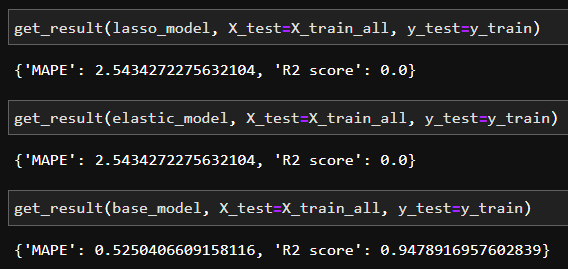 get_result(lasso_model, X_test=X_train_all, y_test=y_train)
{'MAPE': 2.5434272275632104, 'R2 score': 0.0}
get_result(elastic_model, X_test=X_train_all, y_test=y_train)
{'MAPE': 2.5434272275632104, 'R2 score': 0.0}
get_result(base_model, X_test=X_train_all, y_test=y_train)
{'MAPE': 0.5250406609158116, 'R2 score': 0.9478916957602839}